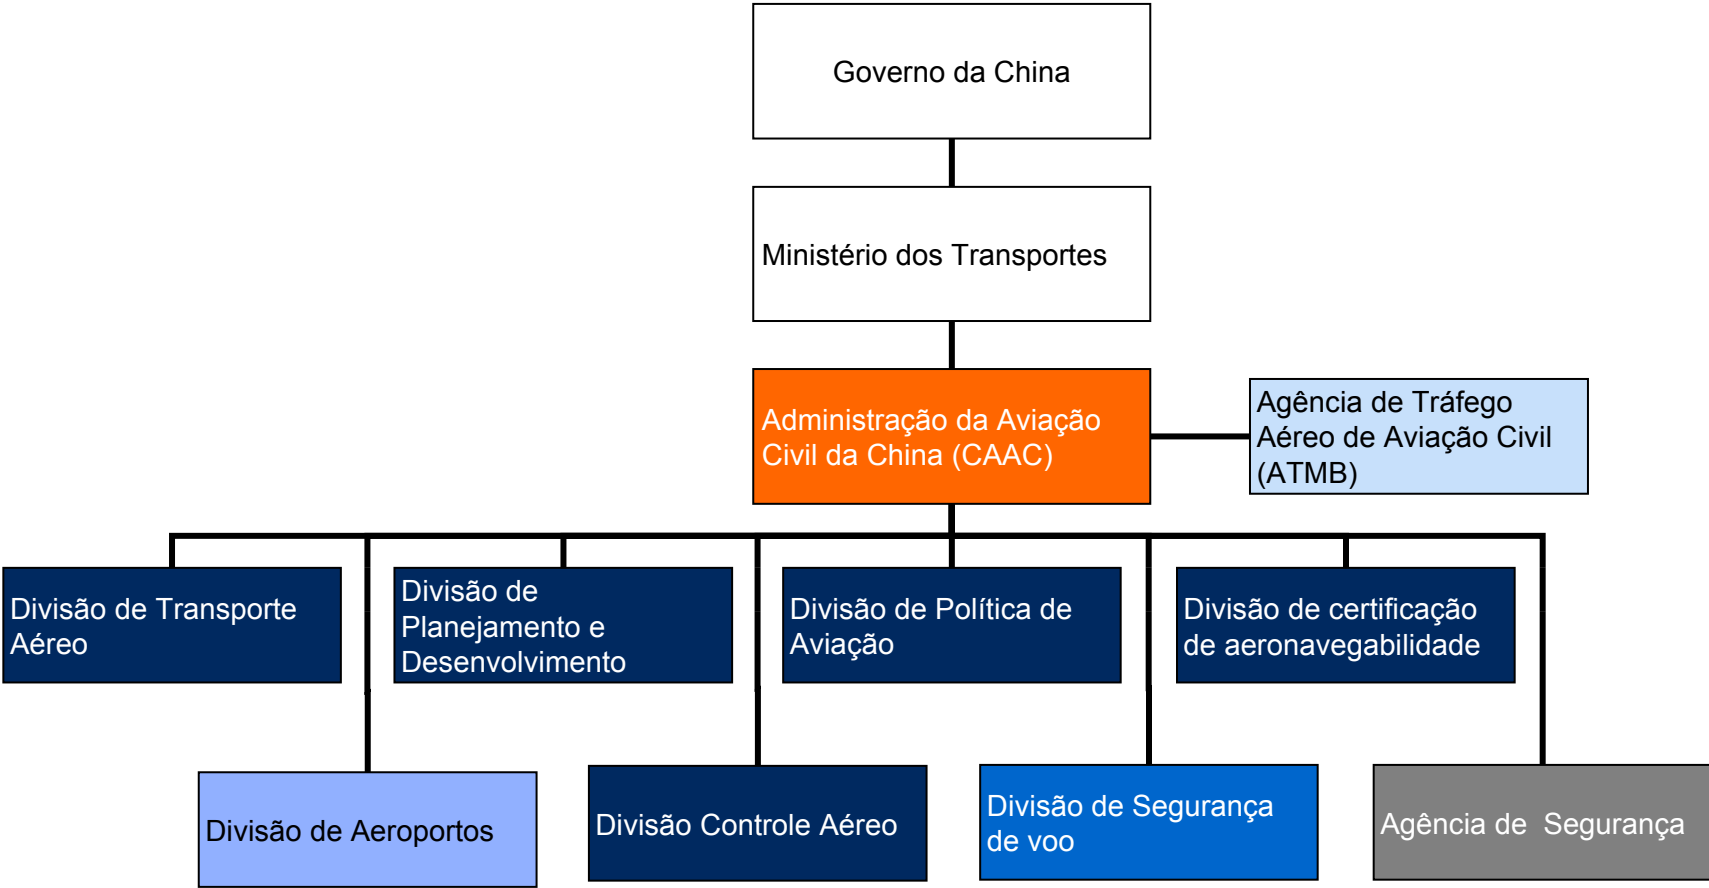 Governo da China
Ministério dos Transportes
Administração da Aviação
Civil da China (CAAC)
Agência de Tráfego
Aéreo de Aviação Civil
(ATMB)
Divisão de Transporte
Aéreo
Divisão de
Planejamento e
Desenvolvimento
Divisão de Política de
Aviação
Divisão de certificação
de aeronavegabilidade
Divisão de Aeroportos
Divisão Controle Aéreo
Divisão de Segurança
de voo
Agência de  Segurança